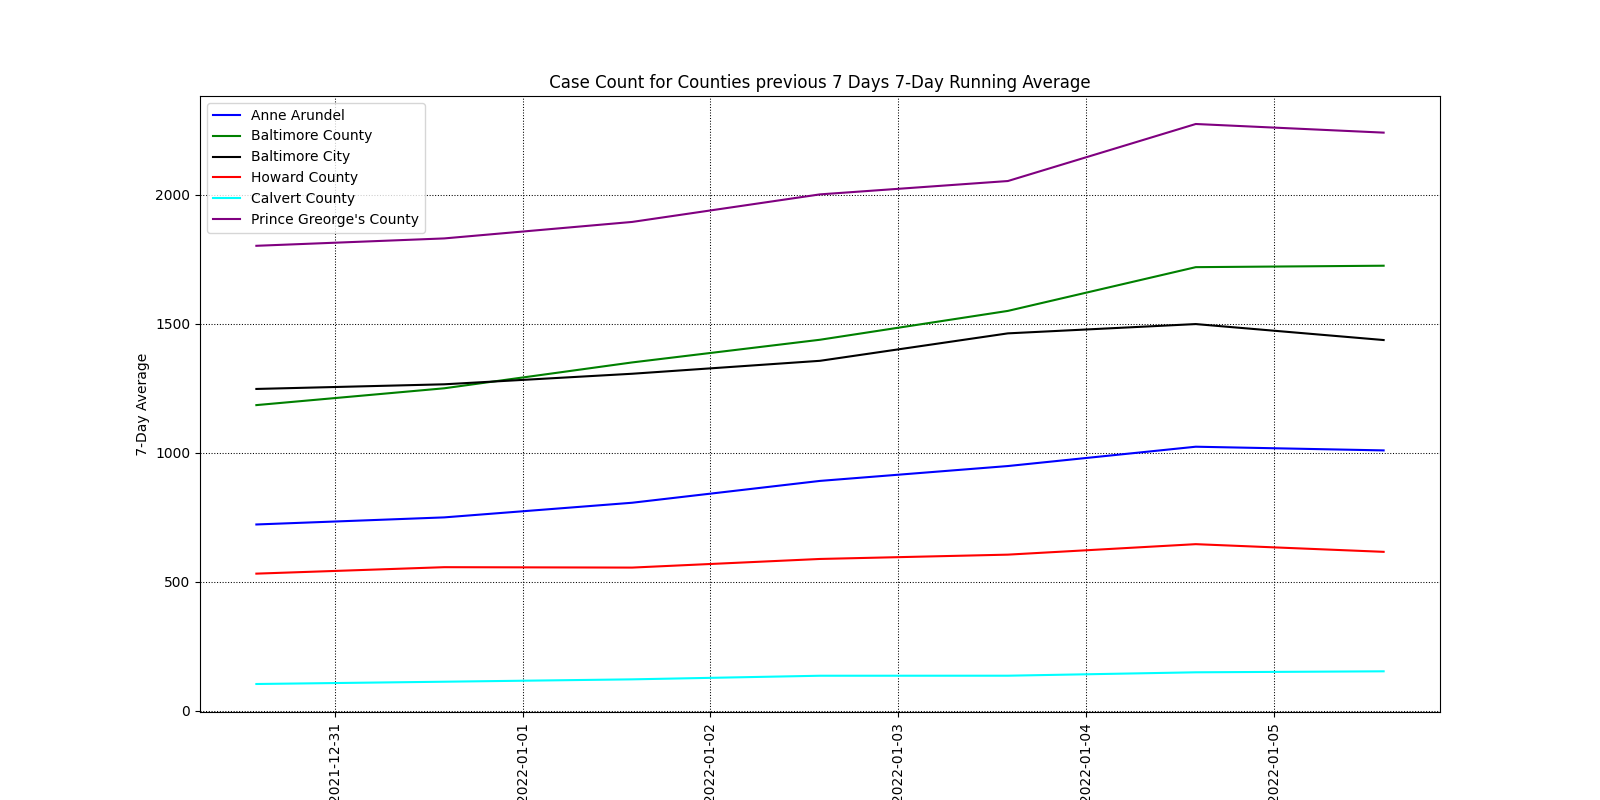 Case Count for Counties previous 7 Days 7-Day Running Average
Anne Arundel
Baltimore County
Baltimore City
Howard County
Calvert County
Prince Greorge's County
7-Day Average
2000
1500
1000
500
0
2021-12-31
2022-01-01
2022-01-02
2022-01-03
2022-01-04
2022-01-05